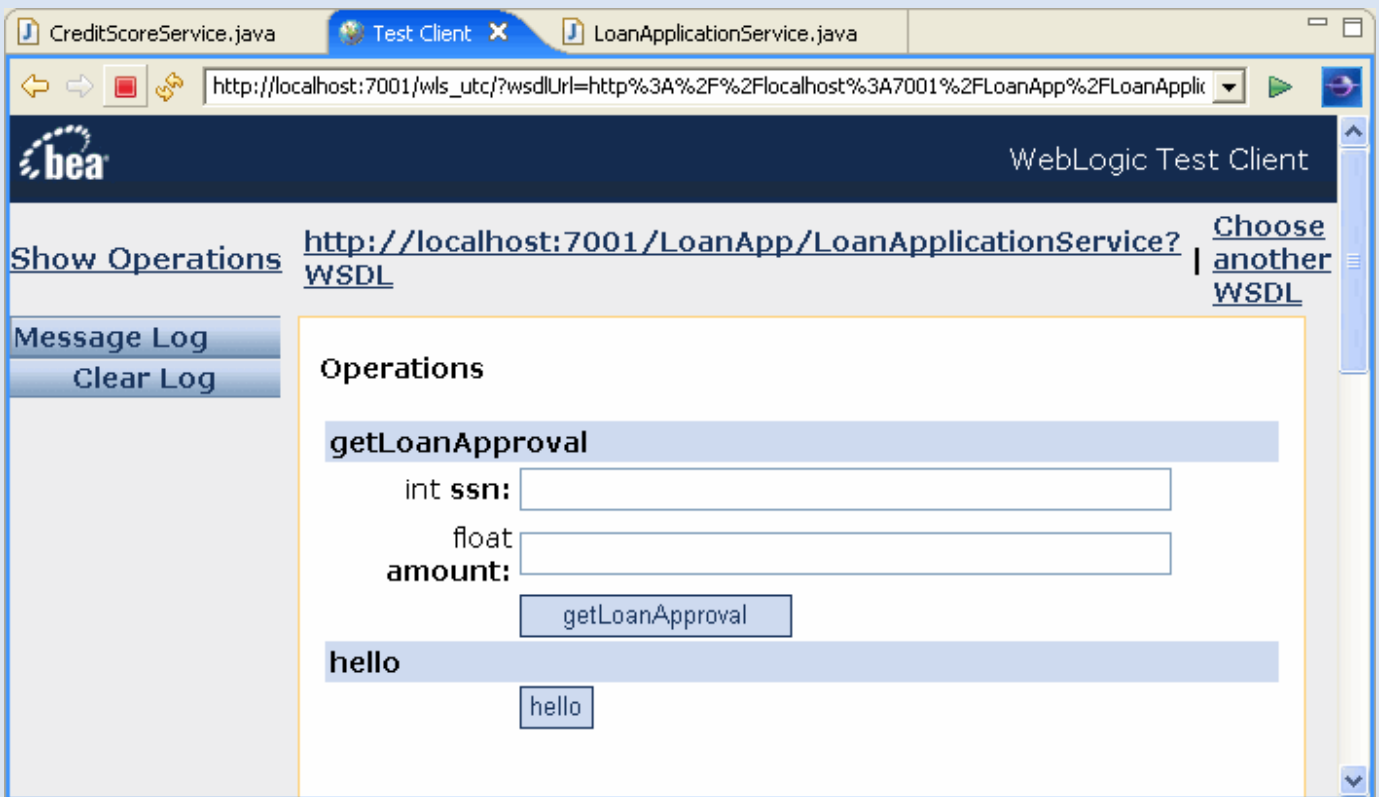 CreditScoreService.java
Test Client
LoanApplicationService.java
http://localhost:7001/wls_utc/?wsdlUrl=http%3A%2F%2Flocalhost%3A7001%2FLoanApp%2FLoanApplic
bea
WebLogic Test Client
Show Operations
http://localhost:7001/LoanApp/LoanApplicationService?
WSDL
|
Choose
another
WSDL
Message Log
Clear Log
Operations
getLoanApproval
int ssn:
float
amount:
getLoanApproval
hello
hello